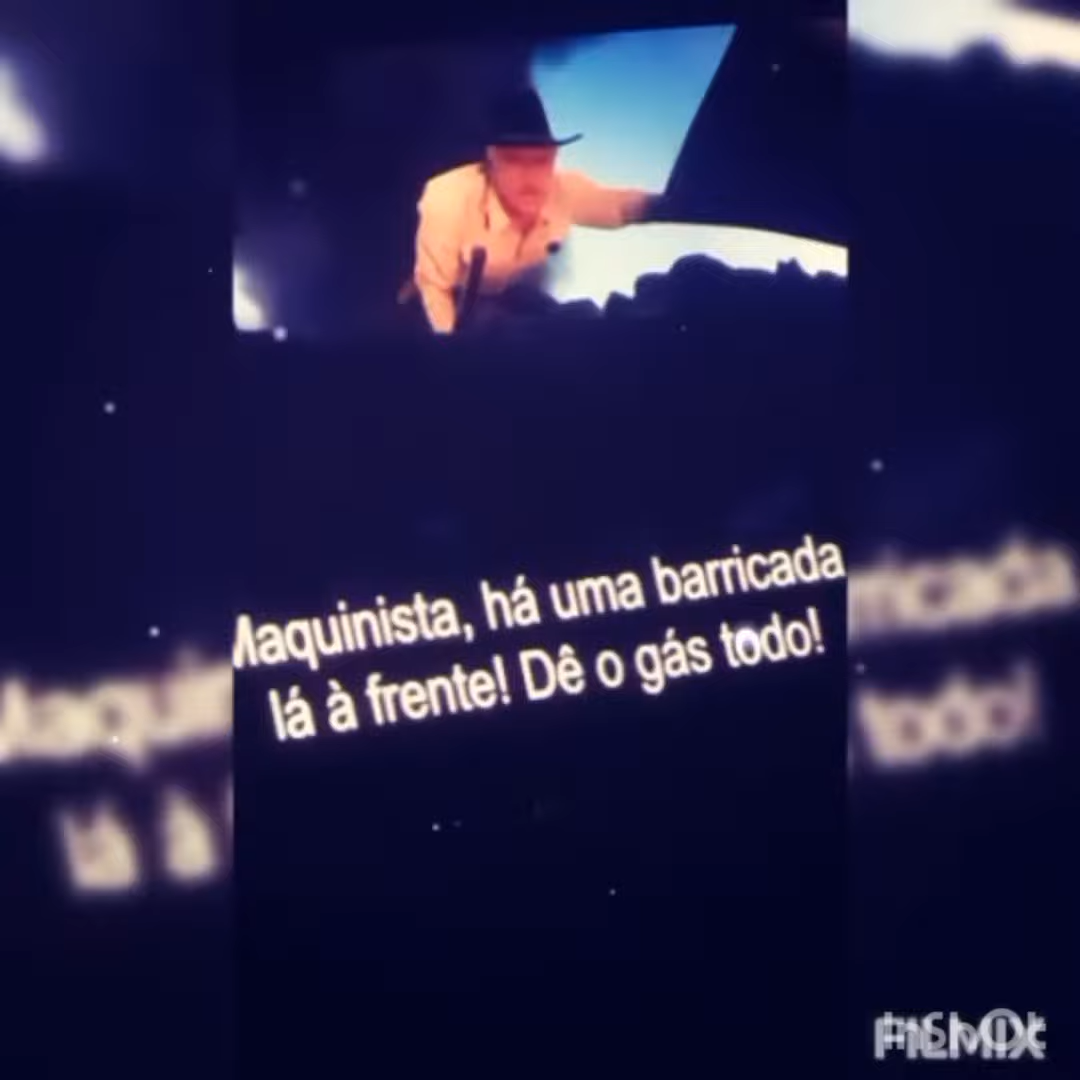 Maquinista, há uma barricada
lá à frente! Dê o gás todo!
FILMIX